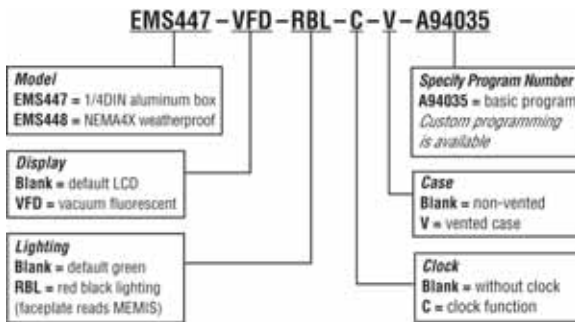 EMS447-VFD-RBL-C-V-A94035
Model
EMS447 = 1/4DIN aluminum box
EMS448 = NEMA4X weatherproof
Display
Blank = default LCD
VFD = vacuum fluorescent
Lighting
Blank = default green
RBL = red black lighting
(faceplate reads MEMIS)
Specify Program Number
A94035 = basic program
Custom programming
is available
Case
Blank = non-vented
V = vented case
Clock
Blank = without clock
C = clock function